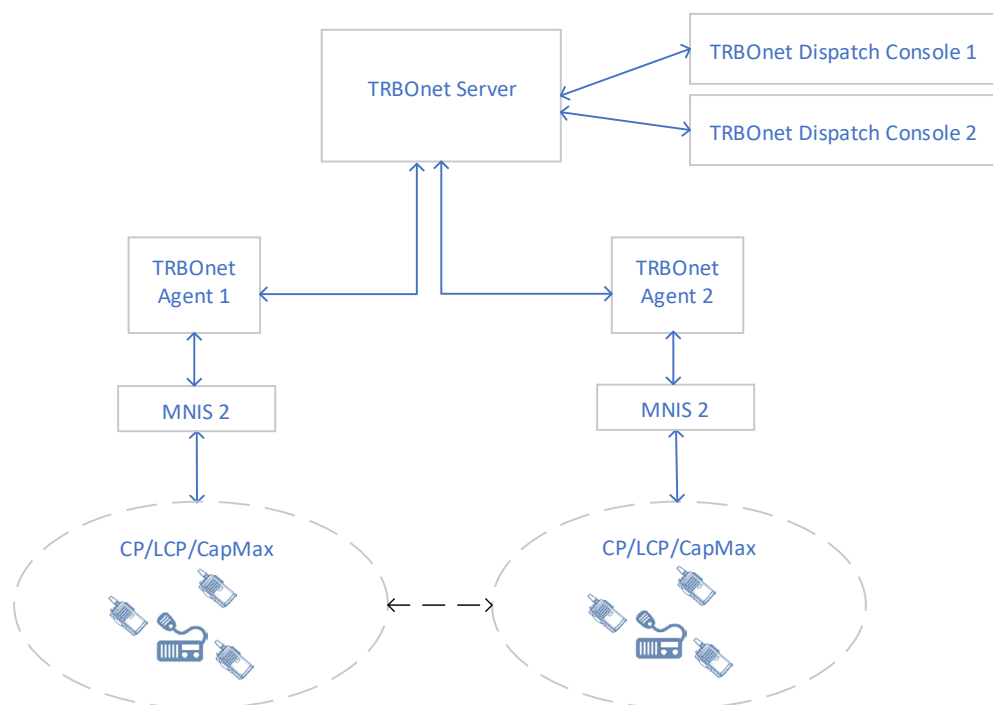 TRBOnet Server
TRBOnet Dispatch Console 1
TRBOnet Dispatch Console 2
TRBOnet
Agent 1
TRBOnet
Agent 2
MNIS 2
MNIS 2
CP/LCP/CapMax
CP/LCP/CapMax